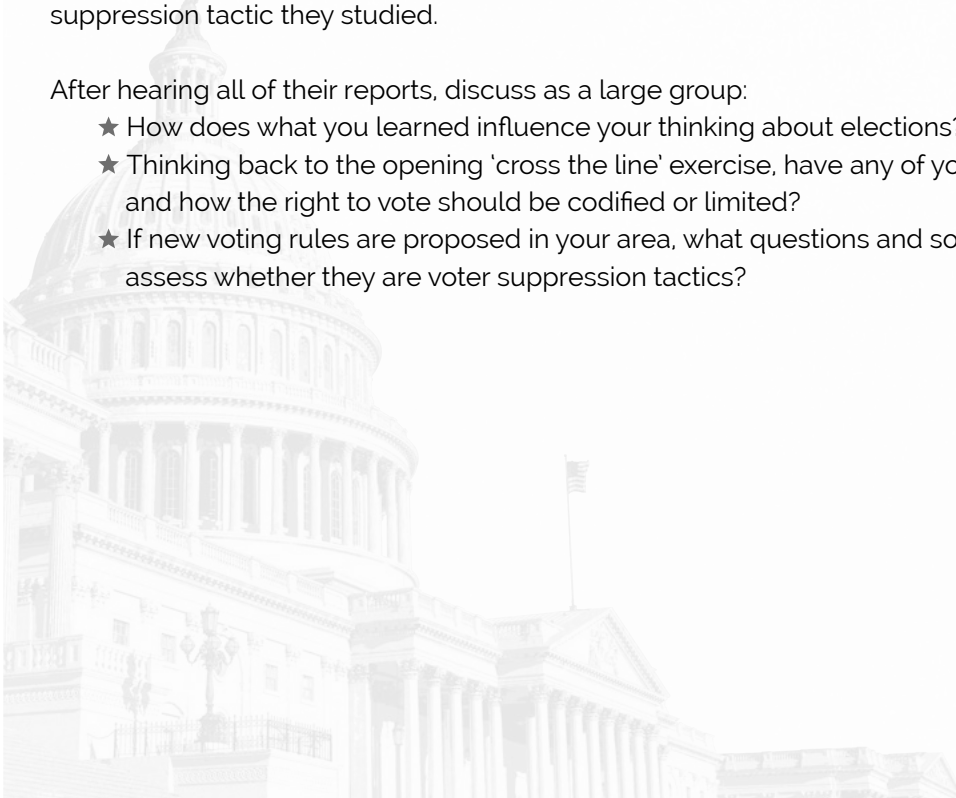 suppression tactic they studied.
After hearing all of their reports, discuss as a large group:
★ How does what you learned influence your thinking about elections?
★ Thinking back to the opening ‘cross the line’ exercise, have any of yo
and how the right to vote should be codified or limited?
★ If new voting rules are proposed in your area, what questions and so
assess whether they are voter suppression tactics?